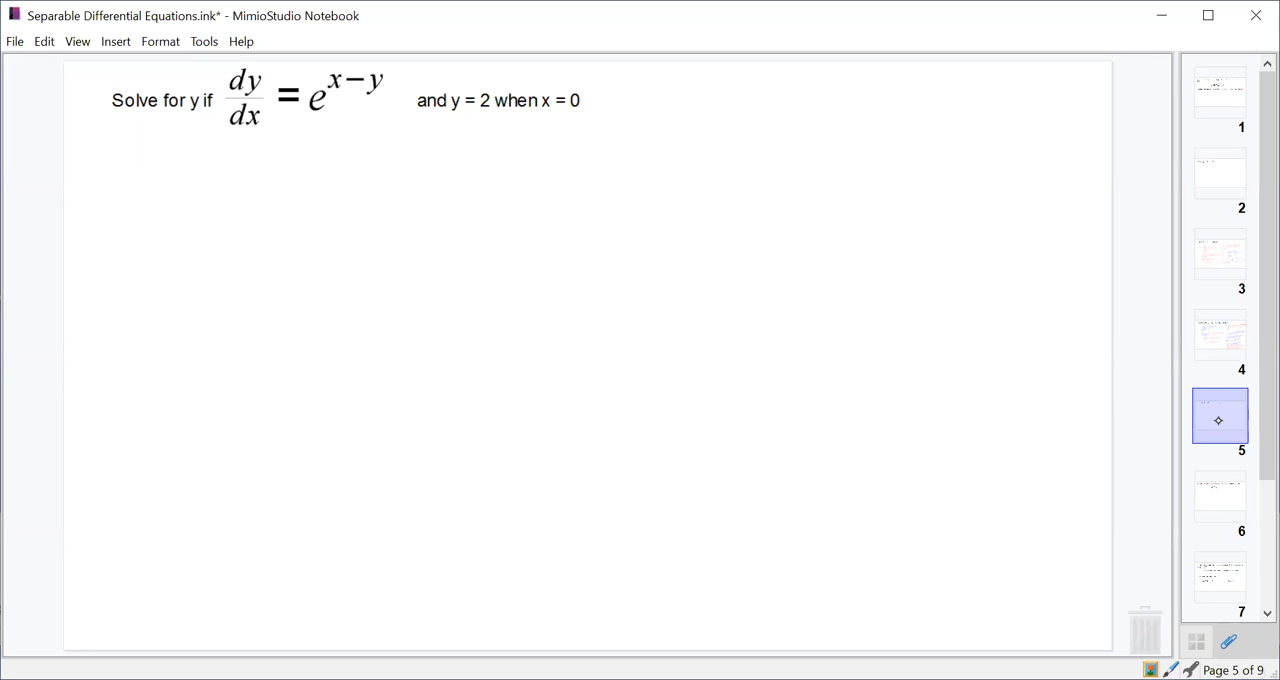 Separable Differential Equations.ink* - MimioStudio Notebook
File Edit View Insert Format Tools Help
Solve for y if dy/dx = e^{x-y} and y = 2 when x = 0
1
2
3
4
5
6
7
Page 5 of 9